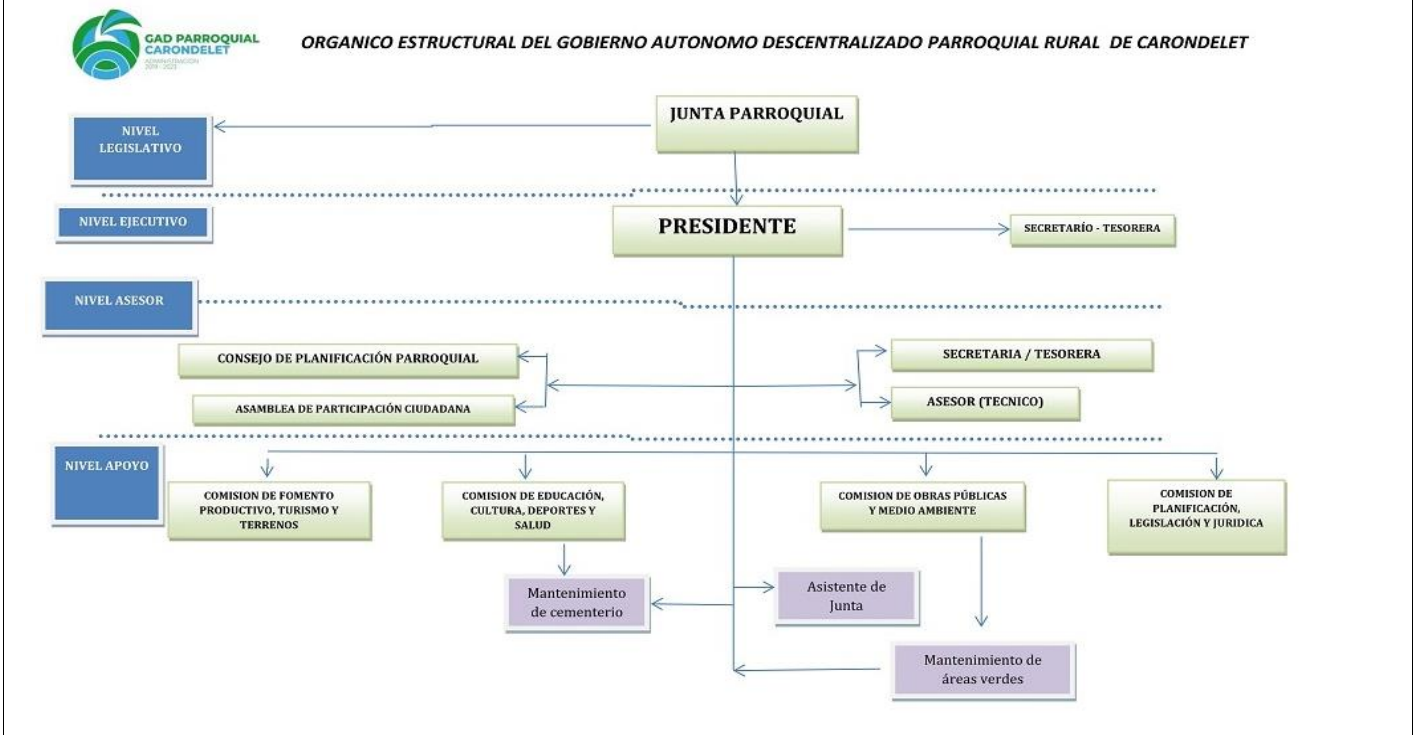 GAD PARROQUIAL
CARONDELET
ADMINISTRACIÓN
2019 - 2023
ORGANICO ESTRUCTURAL DEL GOBIERNO AUTONOMO DESCENTRALIZADO PARROQUIAL RURAL DE CARONDELET
JUNTA PARROQUIAL
NIVEL
LEGISLATIVO
NIVEL EJECUTIVO
PRESIDENTE
SECRETARÍO - TESORERA
NIVEL ASESOR
CONSEJO DE PLANIFICACIÓN PARROQUIAL
SECRETARIA / TESORERA
ASAMBLEA DE PARTICIPACIÓN CIUDADANA
ASESOR (TECNICO)
NIVEL APOYO
COMISION DE FOMENTO
PRODUCTIVO, TURISMO Y
TERRENOS
COMISION DE EDUCACIÓN,
CULTURA, DEPORTES Y
SALUD
COMISION DE OBRAS PÚBLICAS
Y MEDIO AMBIENTE
COMISION DE
PLANIFICACIÓN,
LEGISLACIÓN Y JURIDICA
Mantenimiento
de cementerio
Asistente de
Junta
Mantenimiento de
áreas verdes